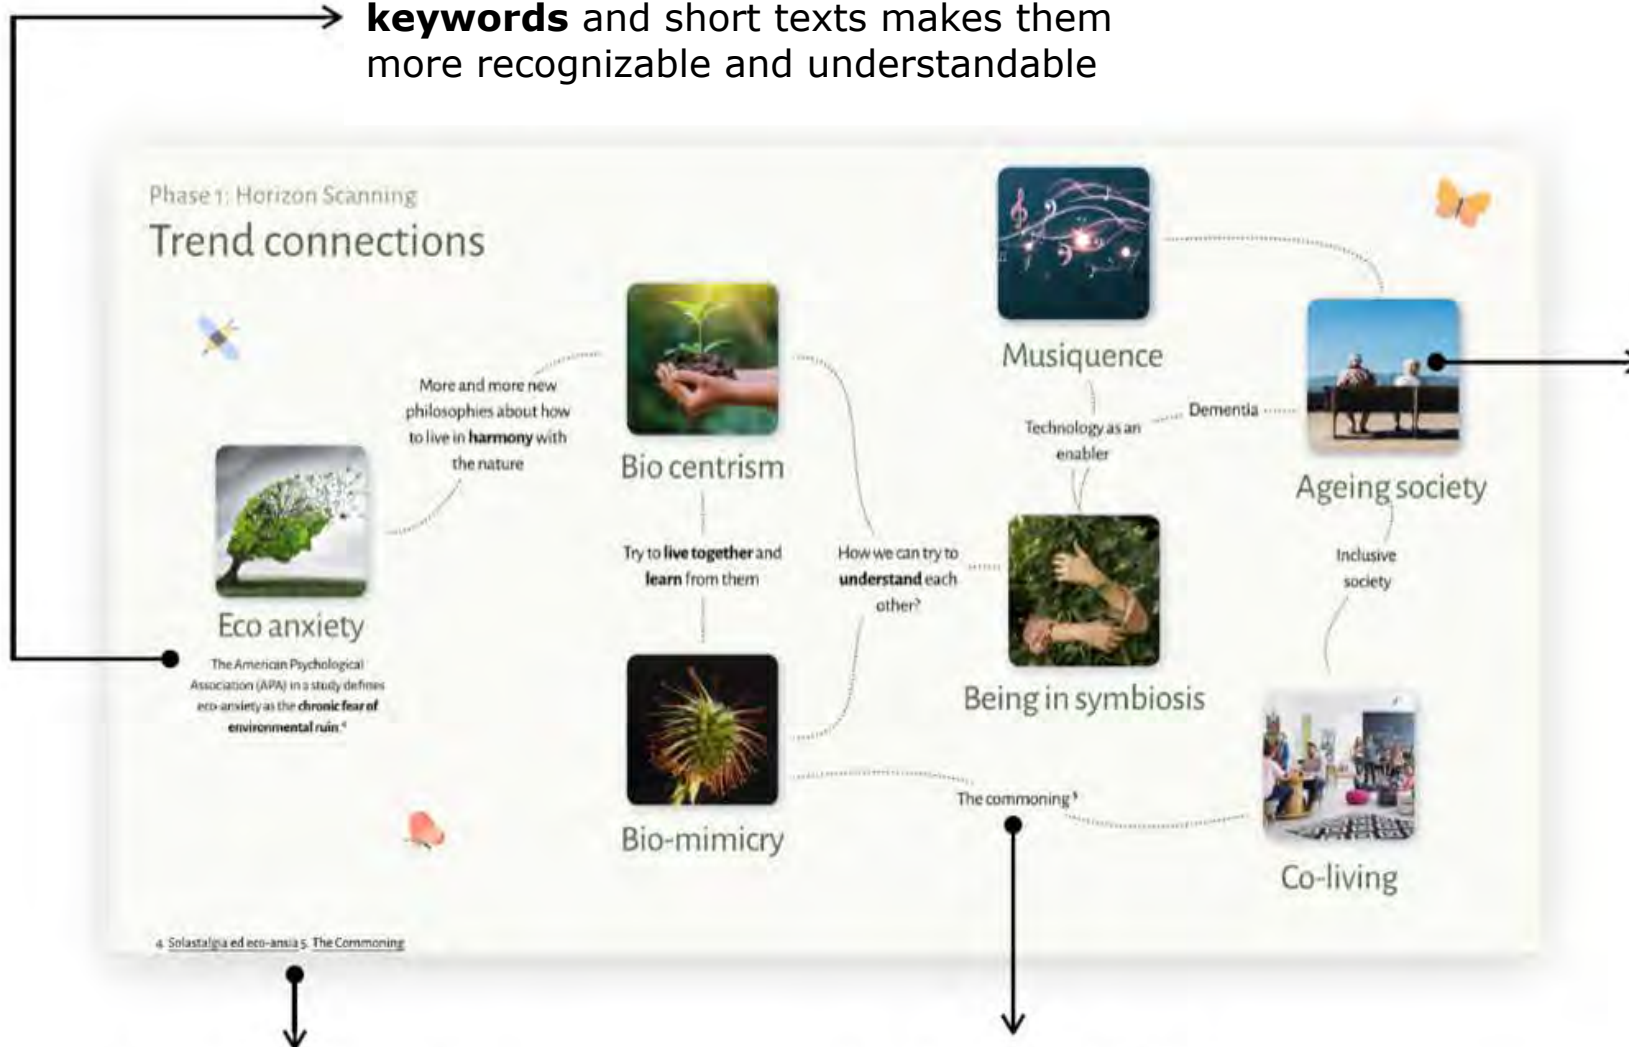 keywords and short texts makes them
more recognizable and understandable
Phase 1: Horizon Scanning
Trend connections
Musiquence
More and more new
philosophies about how
to live in harmony with
the nature
Bio centrism
Technology as an
enabler
Dementia
Ageing society
Try to live together and
learn from them
How we can try to
understand each
other?
Inclusive
society
Eco anxiety
The American Psychological
Association (APA) in a study defines
eco-anxiety as the chronic fear of
environmental ruin 4
Being in symbiosis
The commoning 5
Bio-mimicry
Co-living
4. Solastalgia ed eco-ansia 5. The Commoning